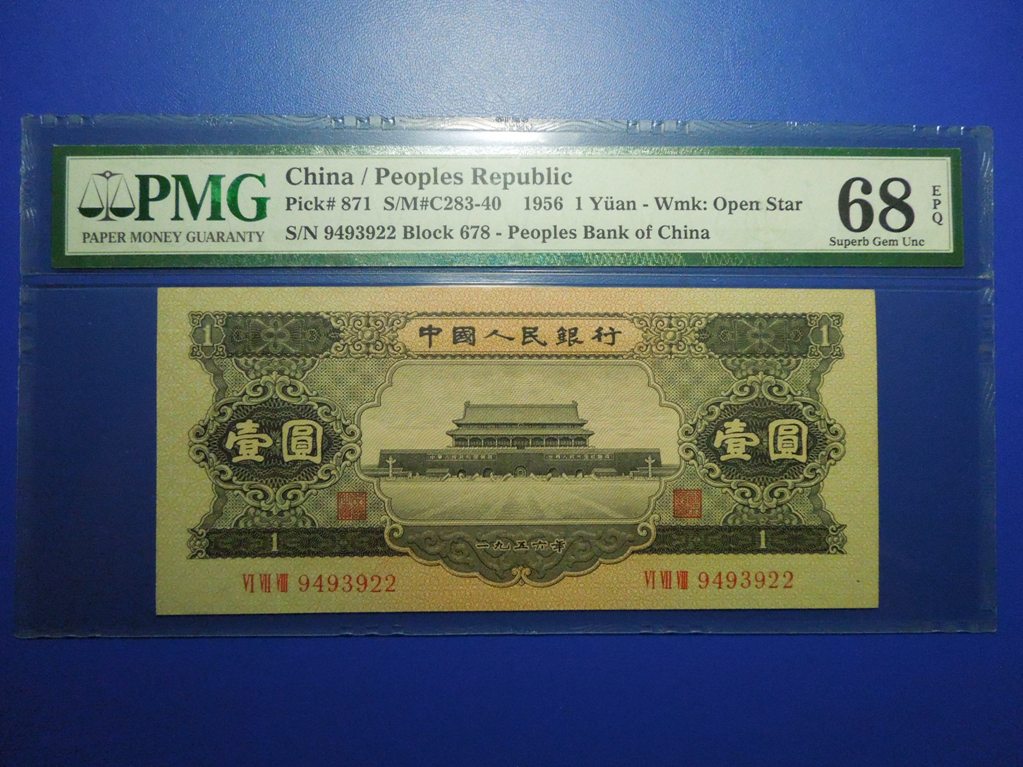 PMG
PAPER MONEY GUARANTY
China / Peoples Republic
Pick# 871 S/M#C283-40 1956 1 Yüan - Wmk: Open Star
S/N 9493922 Block 678 - Peoples Bank of China
68
EPQ
Superb Gem Unc
1 中國人民銀行 1
壹圓 壹圓
一九五六年
1 1
VI VII VIII 9493922 VI VII VIII 9493922